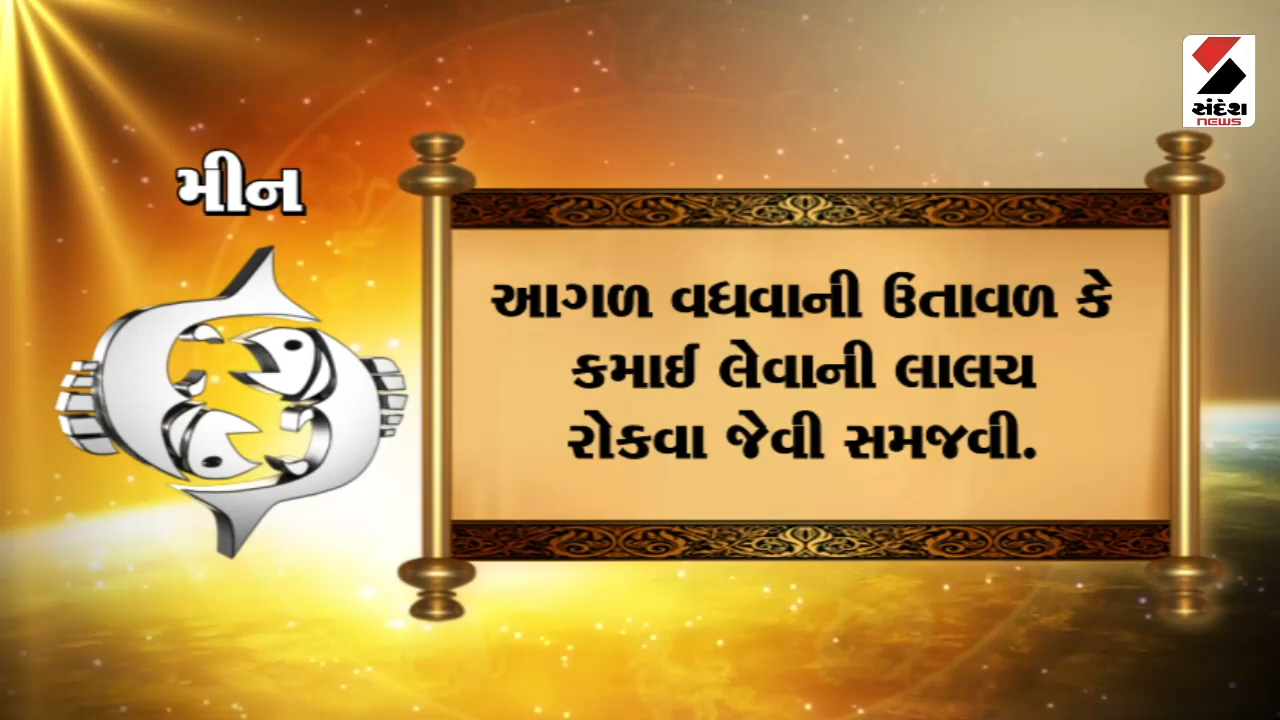 સંદેશ
NEWS
મીન
આગળ વધવાની ઉતાવળ કે
કમાઈ લેવાની લાલચ
રોકવા જેવી સમજવી.